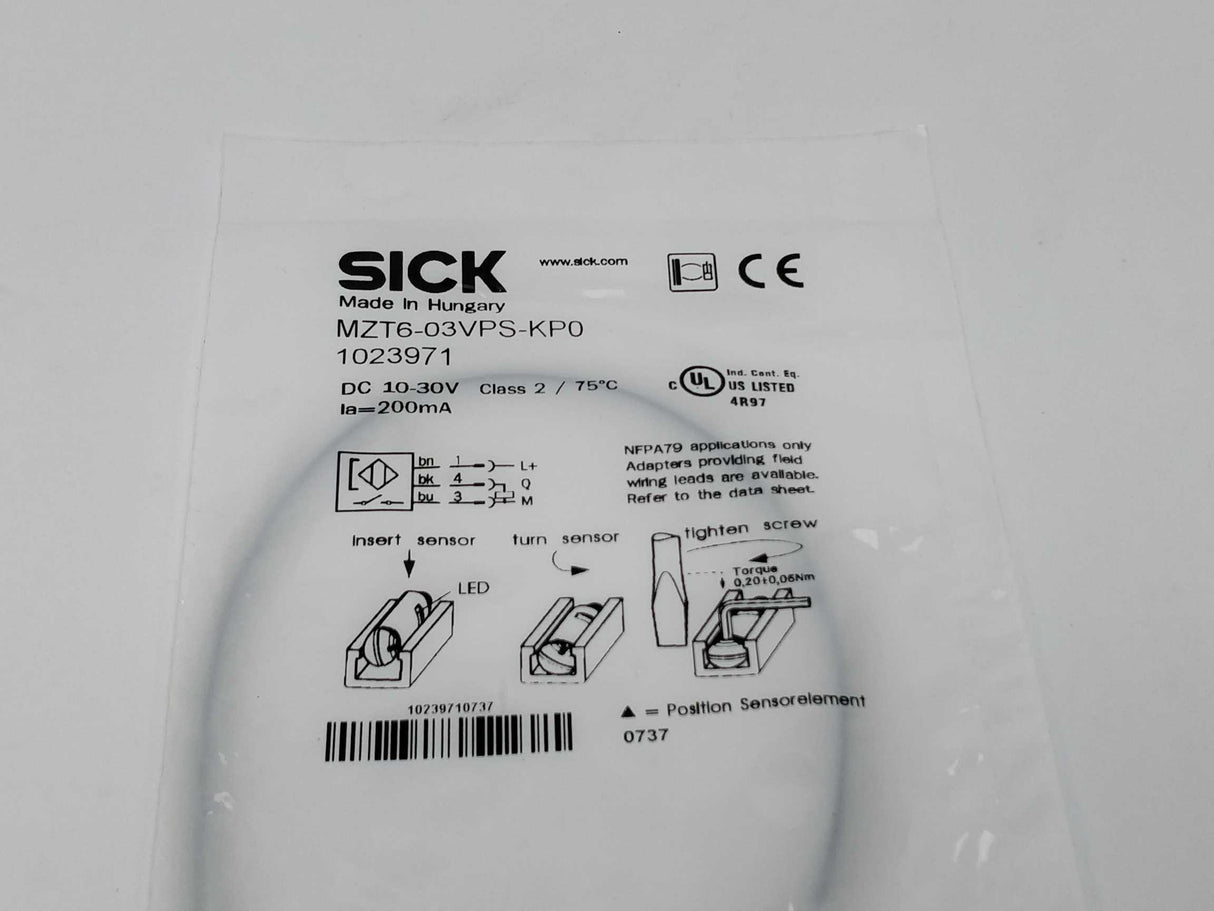 SICK www.sick.com CE
Made In Hungary
MZT6-03VPS-KP0
1023971
DC 10-30V Class 2 / 75°C
Ia=200mA
C UL US LISTED
Ind. Cont. Eq.
4R97
bn 1 L+
bk 4 Q
bu 3 M
NFPA79 applications only
Adapters providing field
wiring leads are available.
Refer to the data sheet.
Insert sensor
turn sensor
tighten screw
LED
Torque
0,20±0,05Nm
10239710737
▲ = Position Sensorelement
0737